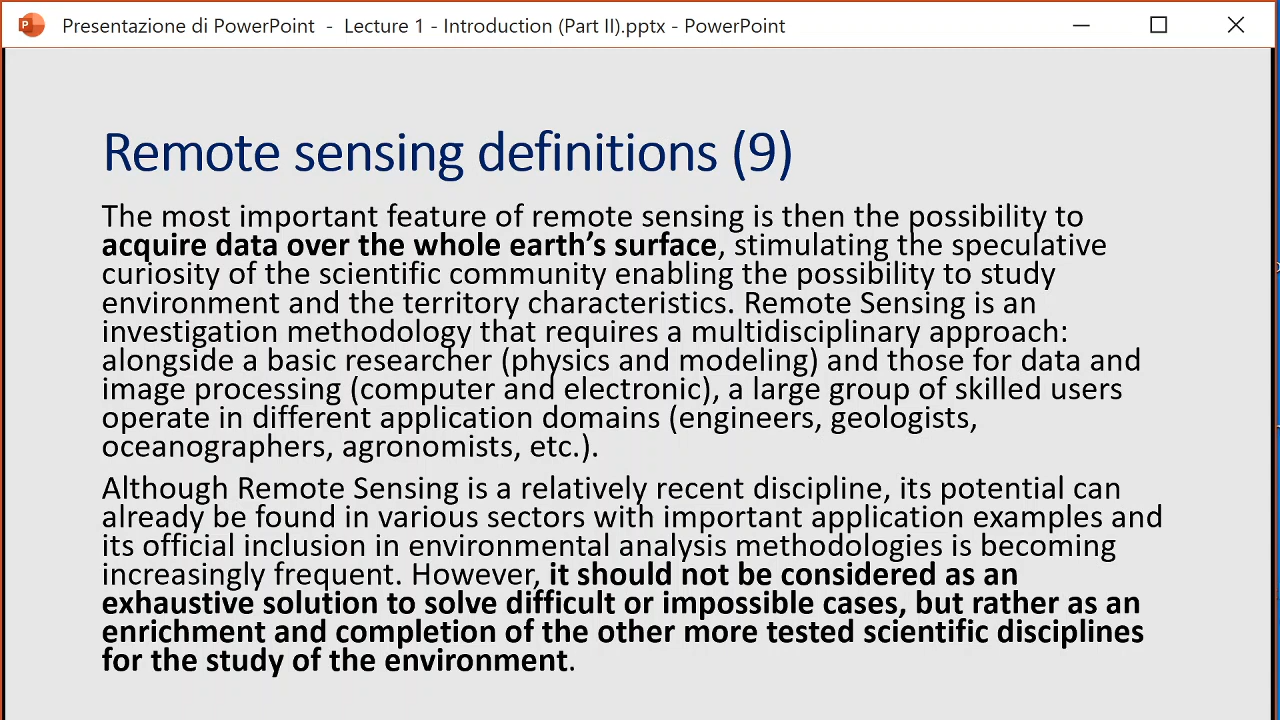 Presentazione di PowerPoint - Lecture 1 - Introduction (Part II).pptx - PowerPoint
Remote sensing definitions (9)
The most important feature of remote sensing is then the possibility to
acquire data over the whole earth’s surface, stimulating the speculative
curiosity of the scientific community enabling the possibility to study
environment and the territory characteristics. Remote Sensing is an
investigation methodology that requires a multidisciplinary approach:
alongside a basic researcher (physics and modeling) and those for data and
image processing (computer and electronic), a large group of skilled users
operate in different application domains (engineers, geologists,
oceanographers, agronomists, etc.).
Although Remote Sensing is a relatively recent discipline, its potential can
already be found in various sectors with important application examples and
its official inclusion in environmental analysis methodologies is becoming
increasingly frequent. However, it should not be considered as an
exhaustive solution to solve difficult or impossible cases, but rather as an
enrichment and completion of the other more tested scientific disciplines
for the study of the environment.